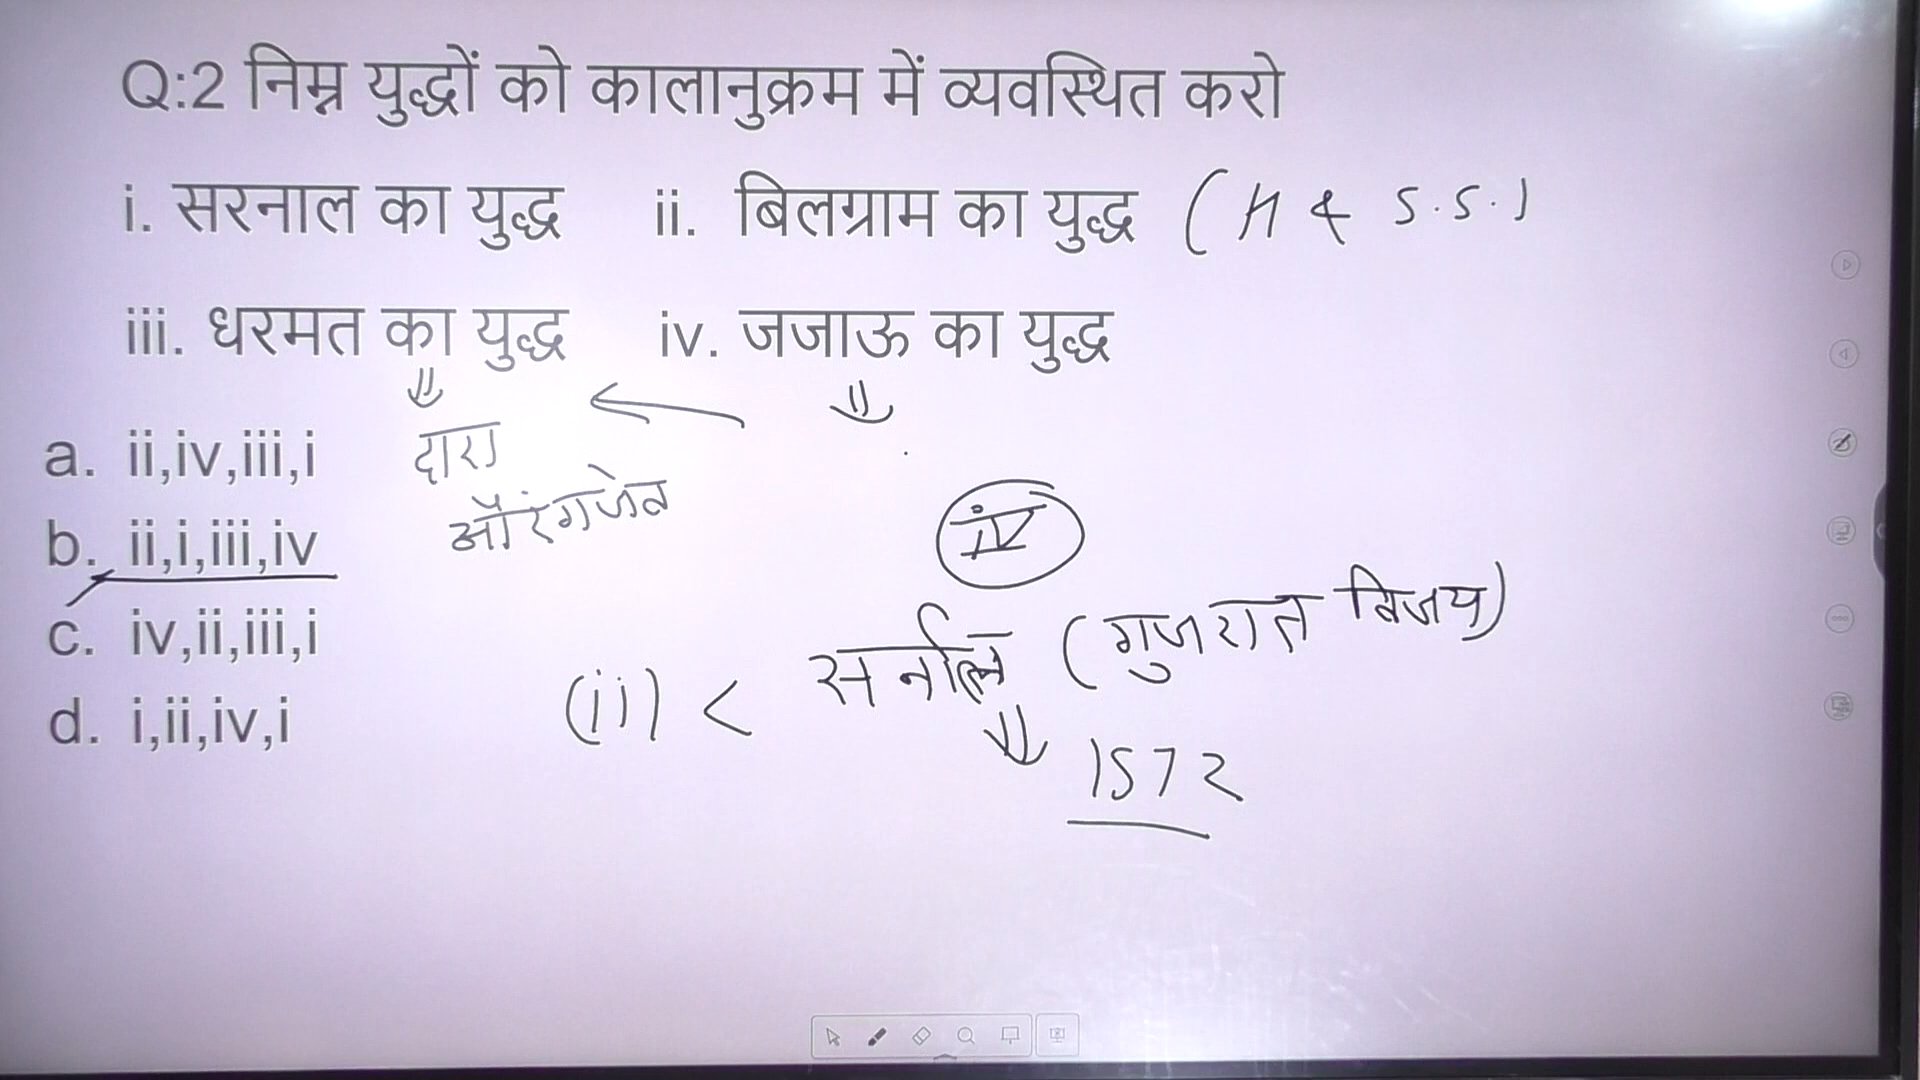 Q:2 निम्न युद्धों को कालानुक्रम में व्यवस्थित करो
i. सरनाल का युद्ध ii. बिलग्राम का युद्ध (H & S.S.)
iii. धरमत का युद्ध iv. जजाऊ का युद्ध
a. ii,iv,iii,i
दारा
औरंगजेब
b. ii,i,iii,iv
iv
c. iv,ii,iii,i
(ii) < सर्नाल (गुजरात विजय)
d. i,ii,iv,i
1572